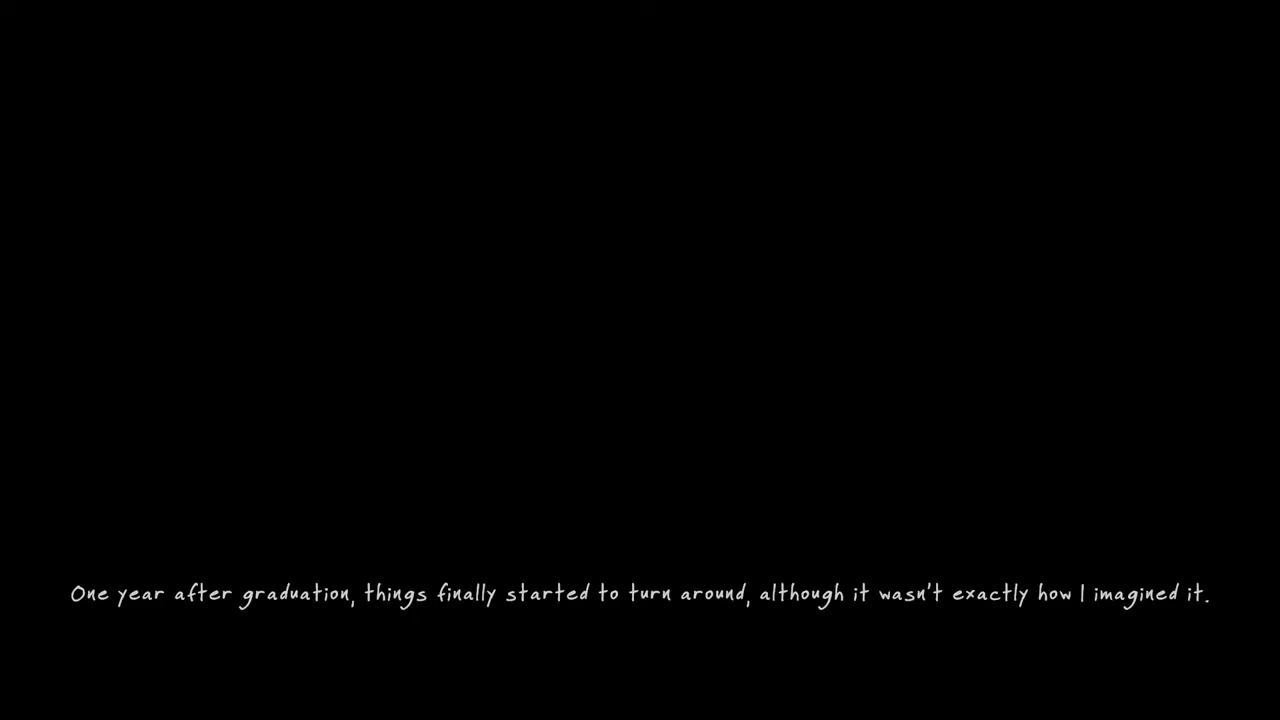 One year after graduation, things finally started to turn around, although it wasn't exactly how I imagined it.